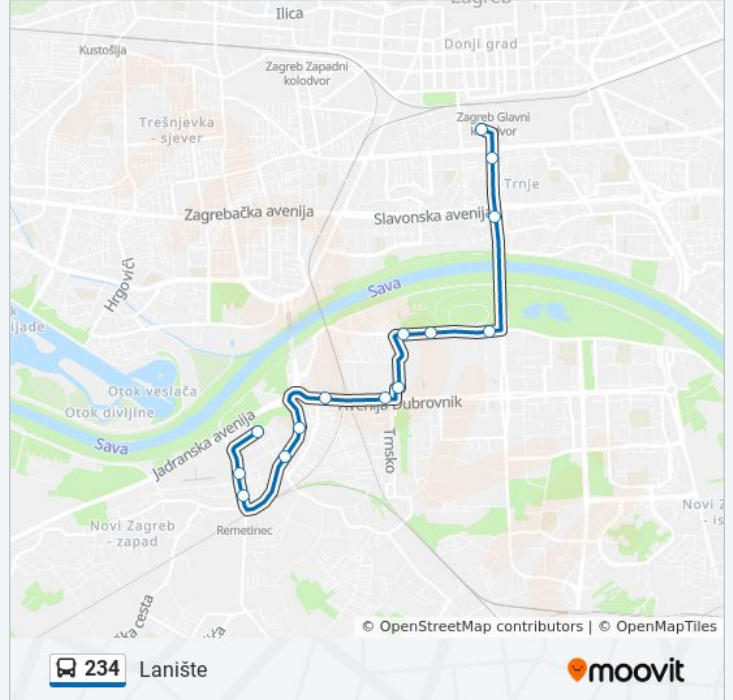 Zagreb
Ilica
Donji grad
Kustošija
Zagreb Zapadni
kolodvor
Zagreb Glavni
Trešnjevka
- sjever
Trnje
Zagrebačka avenija
Slavonska avenija
Hrgovići
Sava
Otok veslača
Otok divljine
Avenija Dubrovnik
Jadranska avenija
Sava
Trnsko
Novi Zagreb
- zapad
Remetinec
© OpenStreetMap contributors | © OpenMapTiles
234 Lanište
moovit